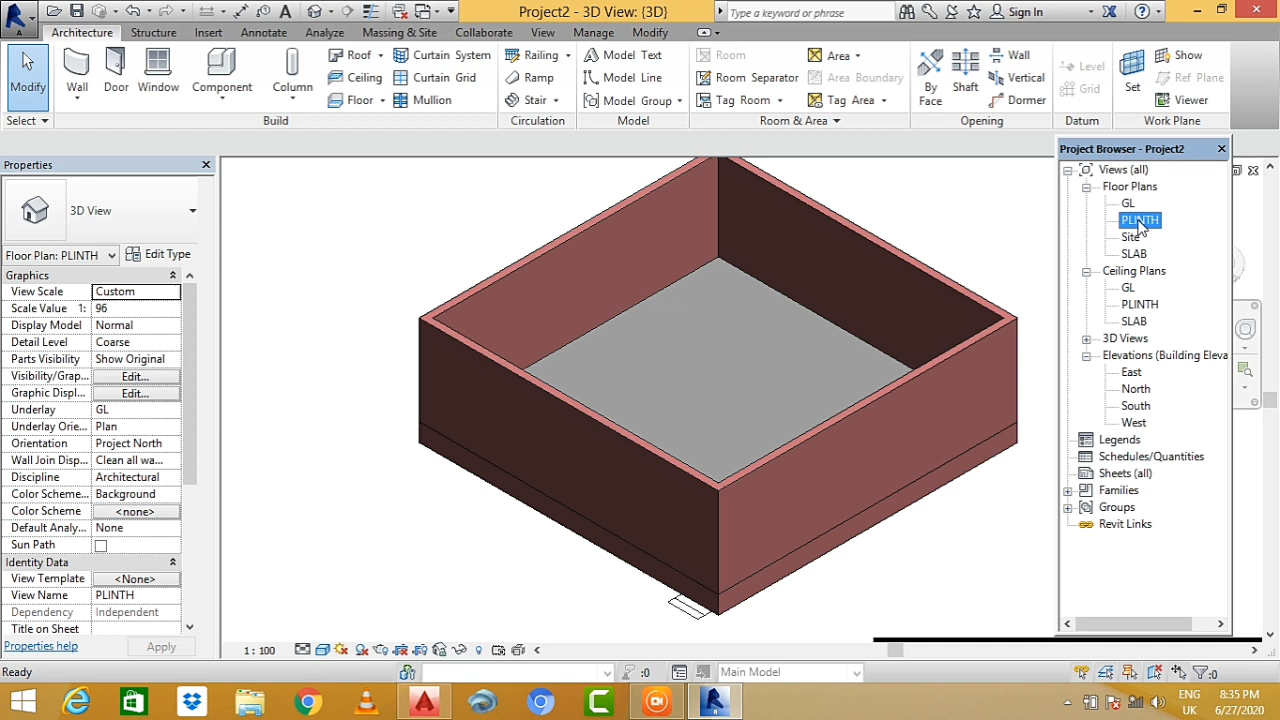 Project2 - 3D View: {3D}
Type a keyword or phrase
Sign In
Architecture Structure Insert Annotate Analyze Massing & Site Collaborate View Manage Modify
Modify
Wall
Door
Window
Component
Column
Roof
Ceiling
Floor
Curtain System
Curtain Grid
Mullion
Railing
Ramp
Stair
Model Text
Model Line
Model Group
Room
Room Separator
Tag Room
Area
Area Boundary
Tag Area
By Face
Shaft
Wall
Vertical
Dormer
Level
Grid
Set
Show
Ref Plane
Viewer
Select
Build
Circulation
Model
Room & Area
Opening
Datum
Work Plane
Properties
3D View
Floor Plan: PLINTH
Edit Type
Graphics
View Scale Custom
Scale Value 1: 96
Display Model Normal
Detail Level Coarse
Parts Visibility Show Original
Visibility/Grap... Edit...
Graphic Displ... Edit...
Underlay GL
Underlay Orie... Plan
Orientation Project North
Wall Join Disp... Clean all wa...
Discipline Architectural
Color Scheme... Background
Color Scheme <none>
Default Analy... None
Sun Path
Identity Data
View Template <None>
View Name PLINTH
Dependency Independent
Title on Sheet
Properties help
Apply
Project Browser - Project2
Views (all)
Floor Plans
GL
PLINTH
Site
SLAB
Ceiling Plans
GL
PLINTH
SLAB
3D Views
Elevations (Building Eleva
East
North
South
West
Legends
Schedules/Quantities
Sheets (all)
Families
Groups
Revit Links
1 : 100
Ready
:0
Main Model
:0
ENG
UK
8:35 PM
6/27/2020